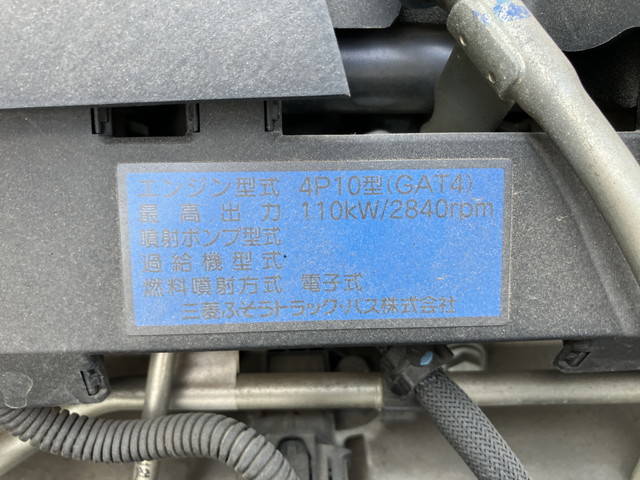 エンジン型式 4P10型(GAT4)
最高出力 110kW/2840rpm
噴射ポンプ型式
過給機型式
燃料噴射方式 電子式
三菱ふそうトラック・バス株式会社